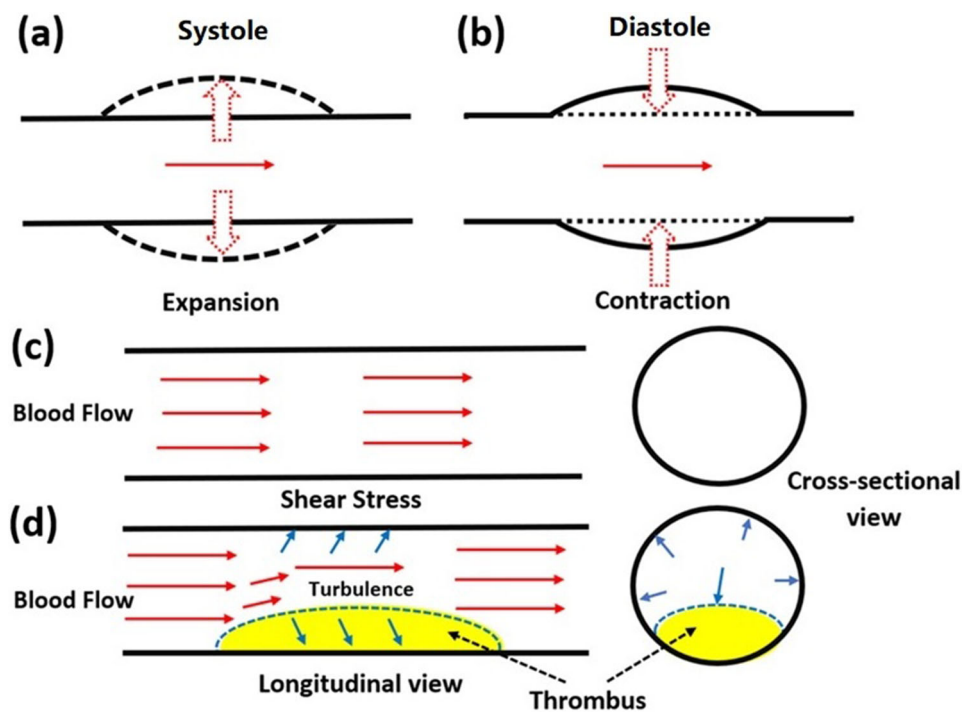 (a)
Systole
Expansion
(b)
Diastole
Contraction
(c)
Blood Flow
Shear Stress
Cross-sectional
view
(d)
Blood Flow
Turbulence
Longitudinal view
Thrombus